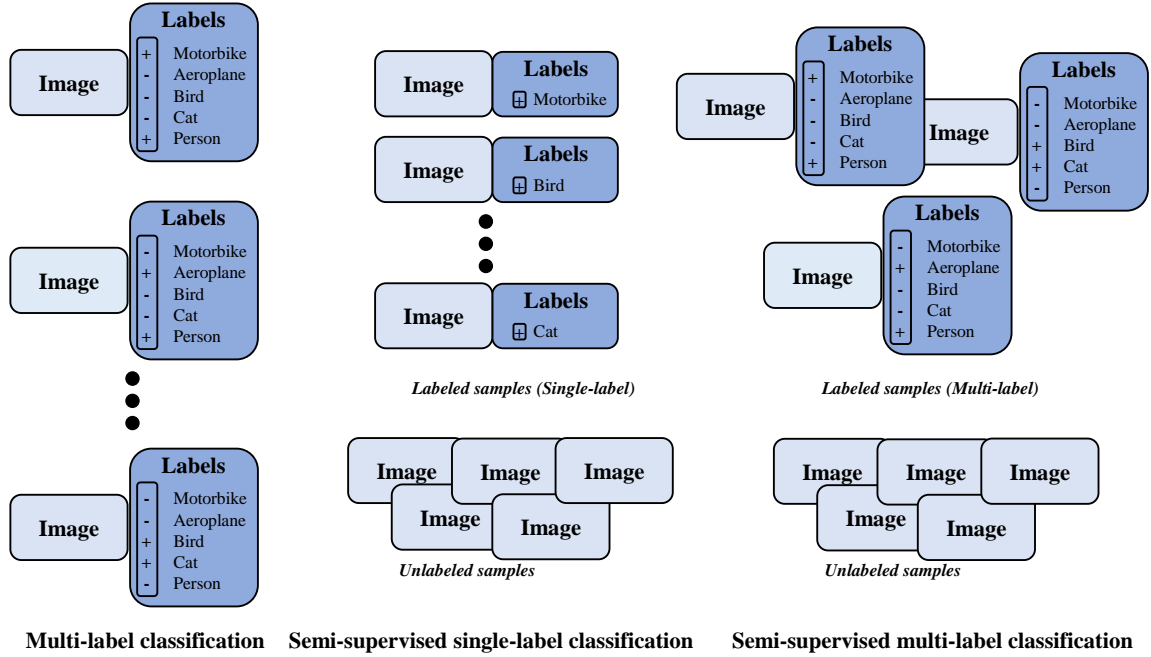 Labels
Image
+ Motorbike
- Aeroplane
- Bird
- Cat
+ Person
Labels
Image
- Motorbike
+ Aeroplane
- Bird
- Cat
+ Person
Labels
Image
- Motorbike
- Aeroplane
+ Bird
+ Cat
- Person
Multi-label classification
Image
Labels
+ Motorbike
Image
Labels
+ Bird
Image
Labels
+ Cat
Labeled samples (Single-label)
Image
Image
Image
Image
Image
Unlabeled samples
Semi-supervised single-label classification
Labels
Image
+ Motorbike
- Aeroplane
- Bird
- Cat
+ Person
Labels
Image
- Motorbike
- Aeroplane
+ Bird
+ Cat
- Person
Labels
Image
- Motorbike
+ Aeroplane
- Bird
- Cat
+ Person
Labeled samples (Multi-label)
Image
Image
Image
Image
Image
Unlabeled samples
Semi-supervised multi-label classification